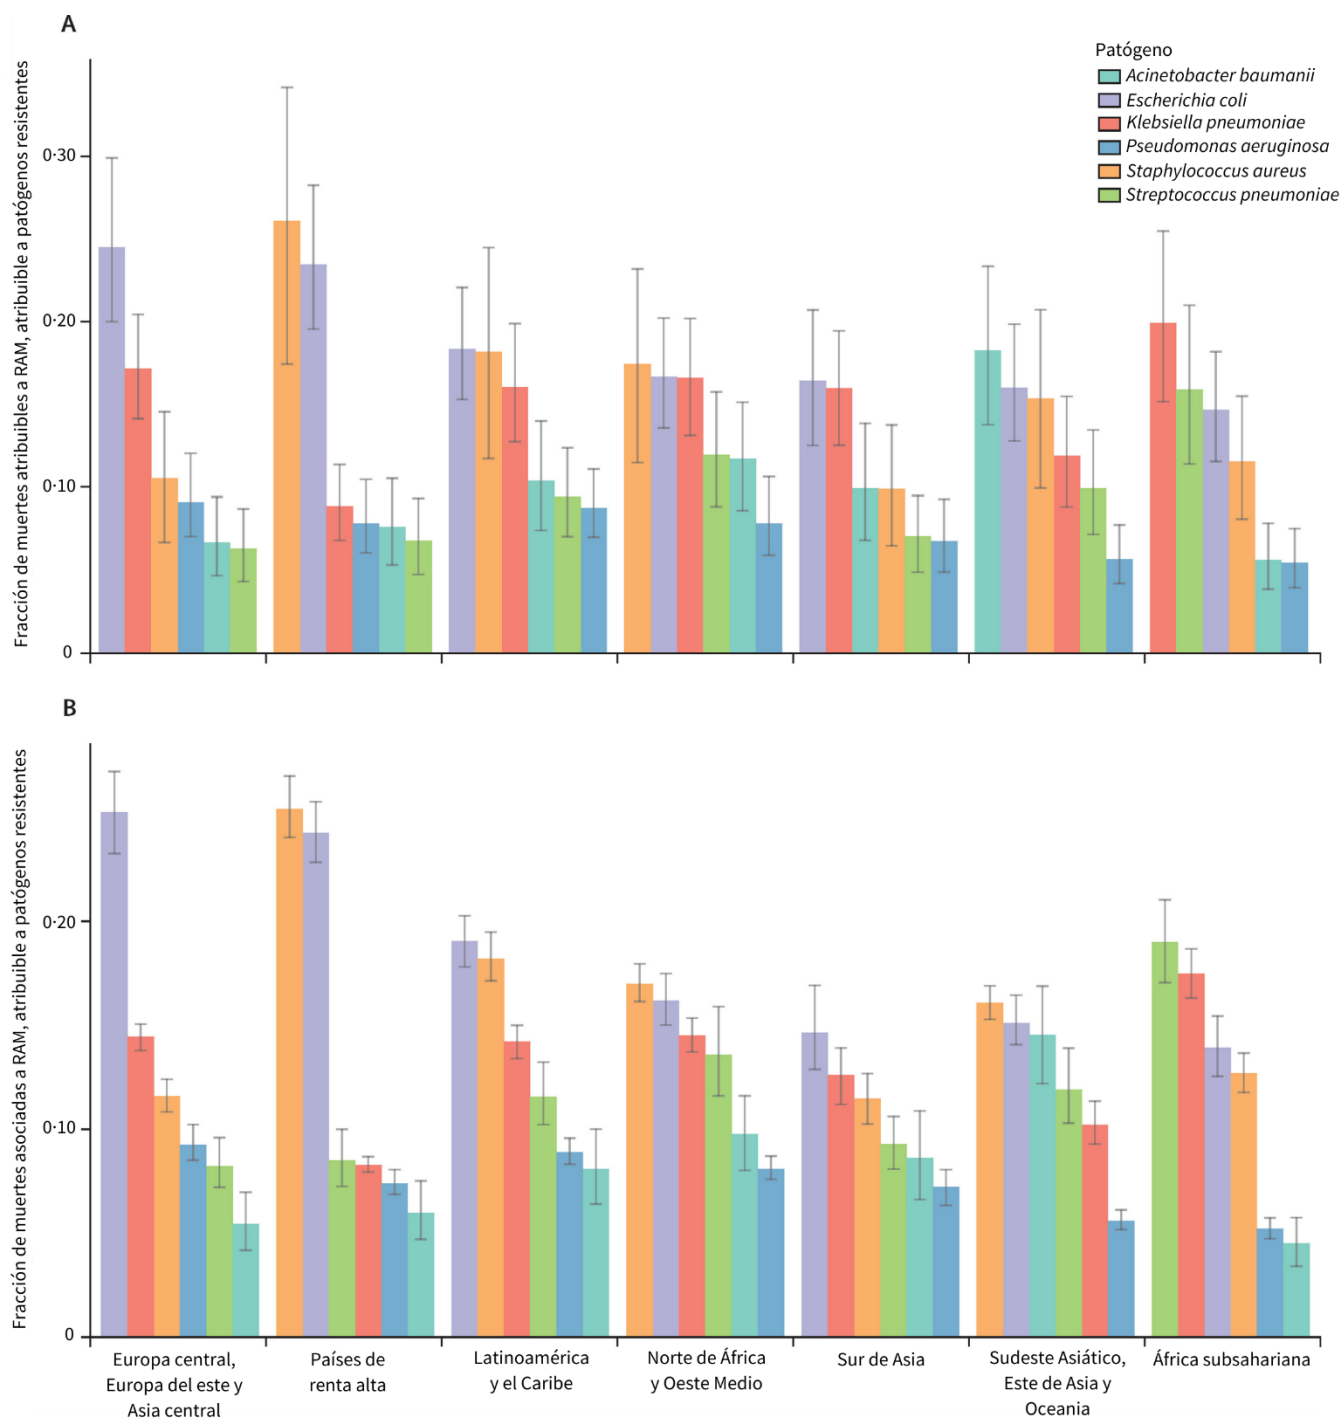 A
Fracción de muertes atribuibles a RAM, atribuible a patógenos resistentes
0·30
0·20
0·10
0
Patógeno
Acinetobacter baumanii
Escherichia coli
Klebsiella pneumoniae
Pseudomonas aeruginosa
Staphylococcus aureus
Streptococcus pneumoniae
B
Fracción de muertes asociadas a RAM, atribuible a patógenos resistentes
0·20
0·10
0
Europa central,
Europa del este y
Asia central
Países de
renta alta
Latinoamérica
y el Caribe
Norte de África
y Oeste Medio
Sur de Asia
Sudeste Asiático,
Este de Asia y
Oceania
África subsahariana